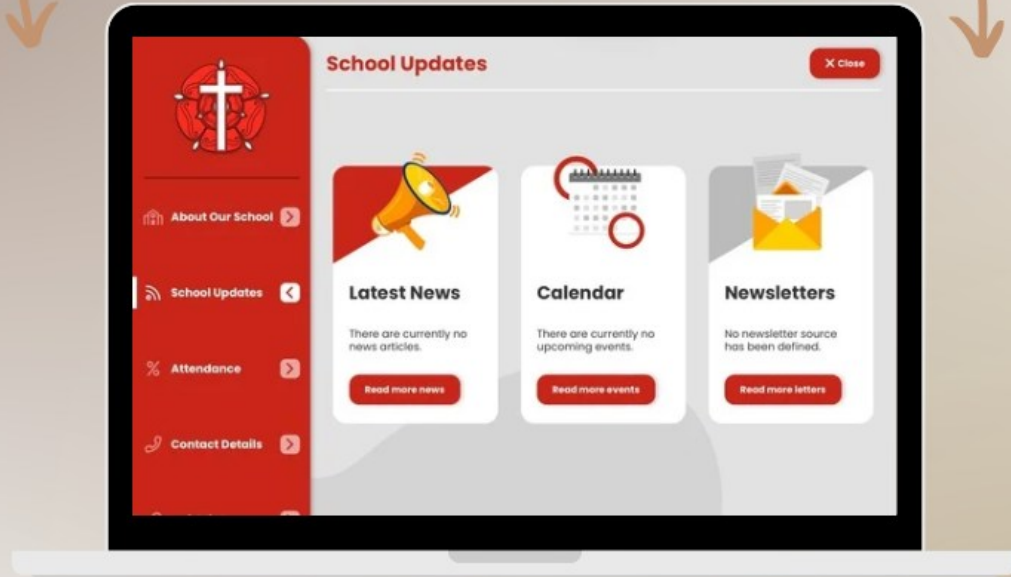 School Updates
X Close
About Our School
School Updates
Attendance
Contact Details
Latest News
There are currently no
news articles.
Read more news
Calendar
There are currently no
upcoming events.
Read more events
Newsletters
No newsletter source
has been defined.
Read more letters